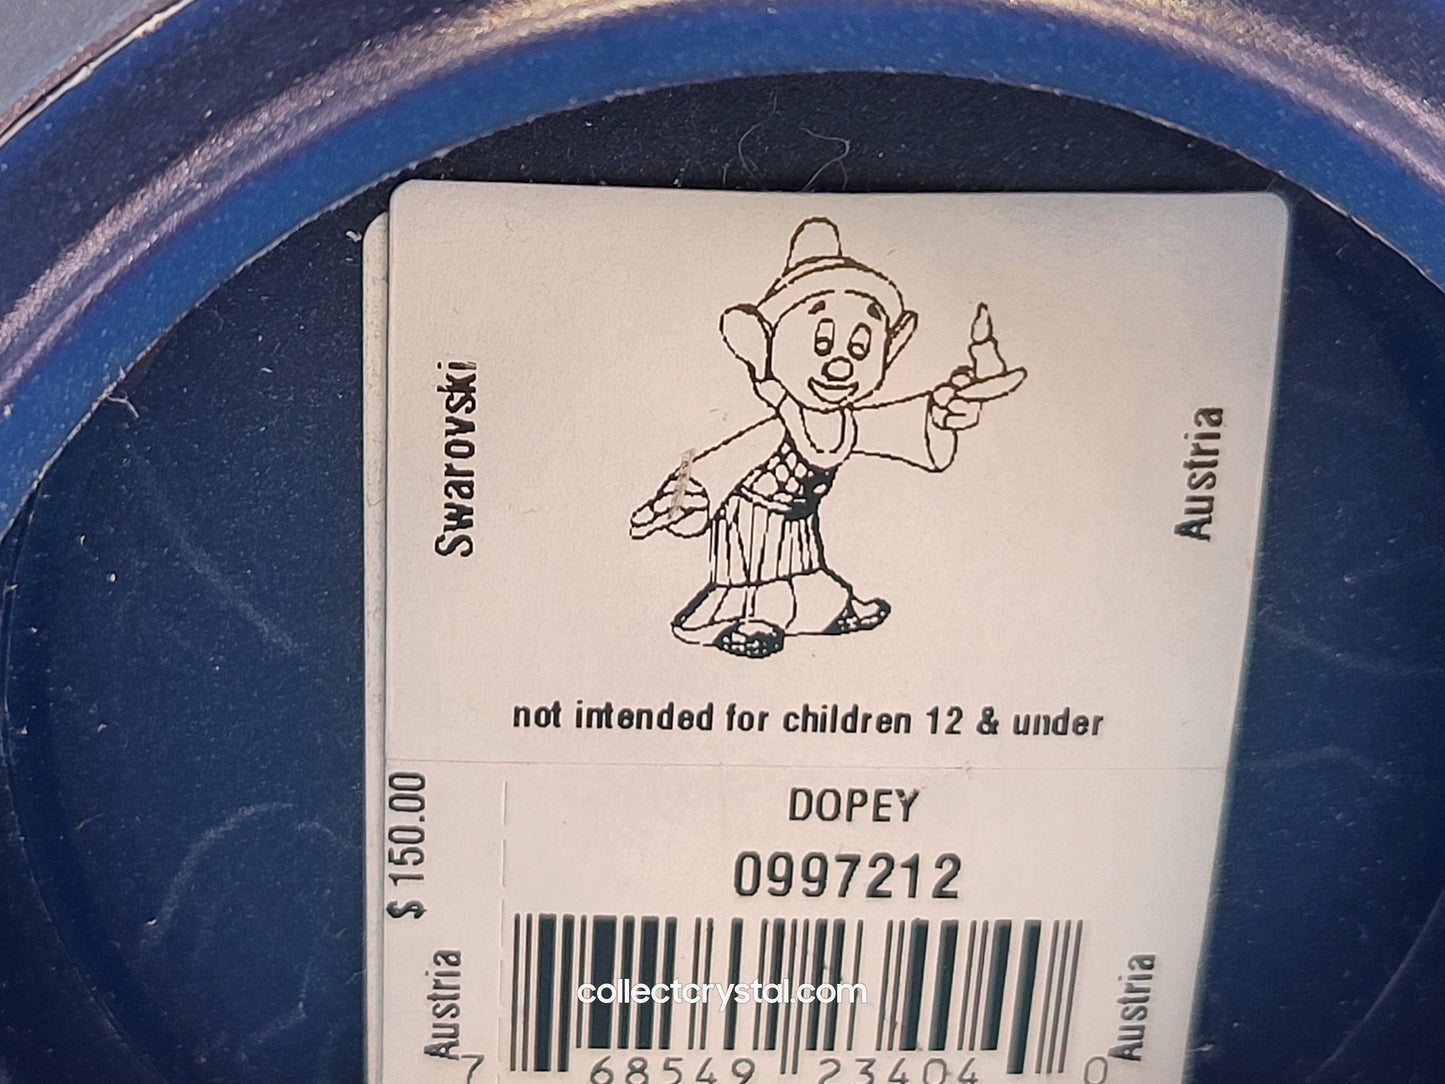 Swarovski
Austria
not intended for children 12 & under
$ 150.00
DOPEY
0997212
Austria
Austria
collectcrystal.com
7 68549 23404 0